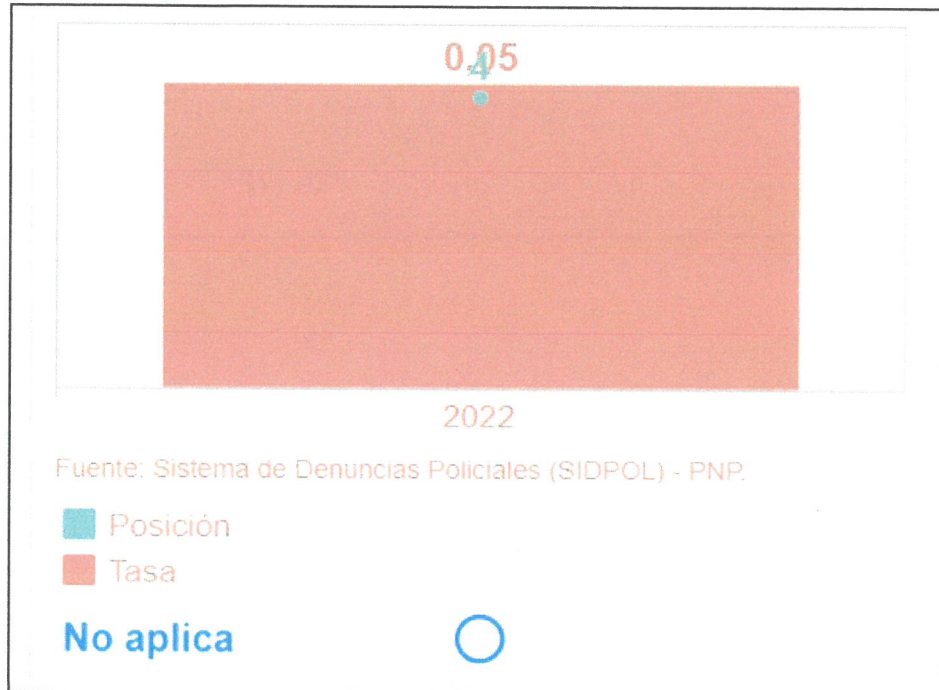 0.05
4
2022
Fuente: Sistema de Denuncias Policiales (SIDPOL) - PNP.
Posición
Tasa
No aplica